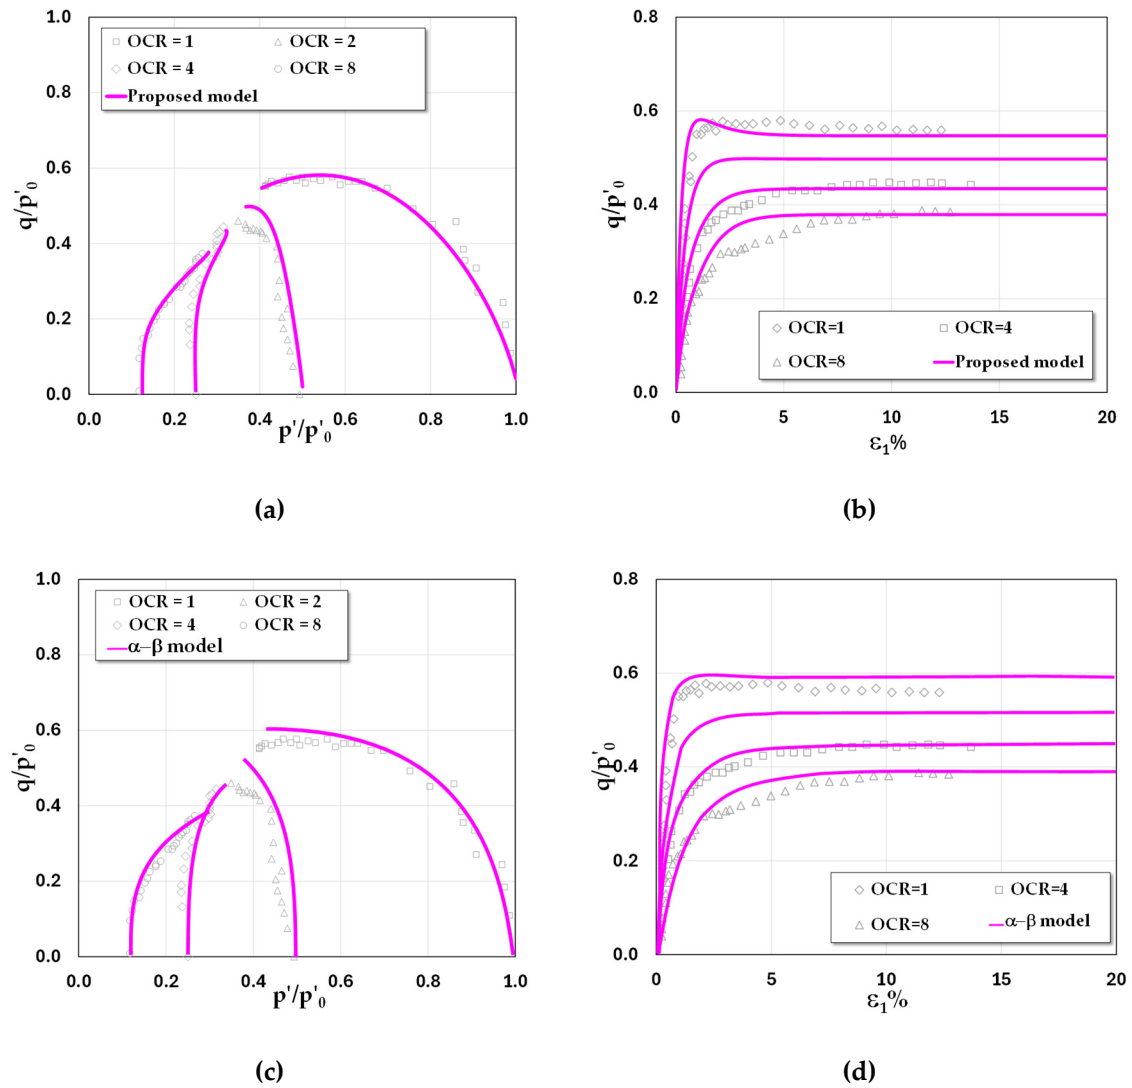 q/p'0
1.0
0.8
0.6
0.4
0.2
0.0
OCR = 1
OCR = 2
OCR = 4
OCR = 8
Proposed model
0.0
0.2
0.4
0.6
0.8
1.0
p'/p'0
(a)
q/p'0
0.8
0.6
0.4
0.2
0.0
OCR=1
OCR=4
OCR=8
Proposed model
0
5
10
15
20
ε1%
(b)
q/p'0
1.0
0.8
0.6
0.4
0.2
0.0
OCR = 1
OCR = 2
OCR = 4
OCR = 8
α−β model
0.0
0.2
0.4
0.6
0.8
1.0
p'/p'0
(c)
q/p'0
0.8
0.6
0.4
0.2
0.0
OCR=1
OCR=4
OCR=8
α−β model
0
5
10
15
20
ε1%
(d)